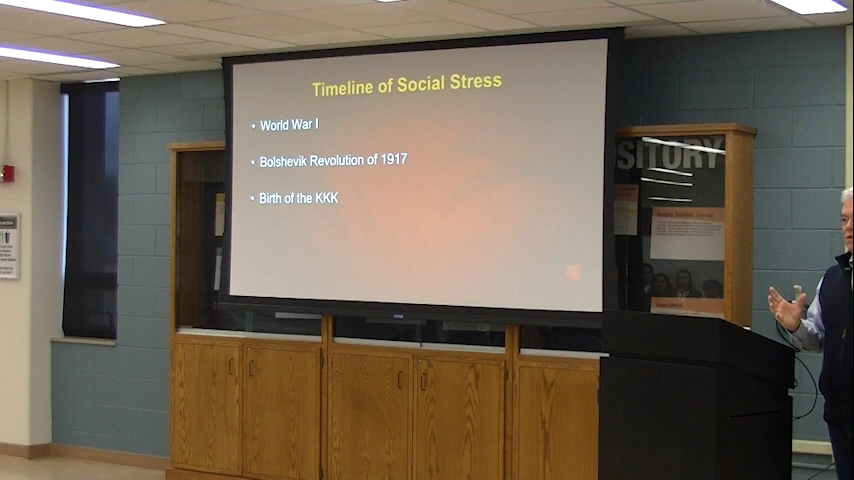 Timeline of Social Stress
• World War I
• Bolshevik Revolution of 1917
• Birth of the KKK
SITORY